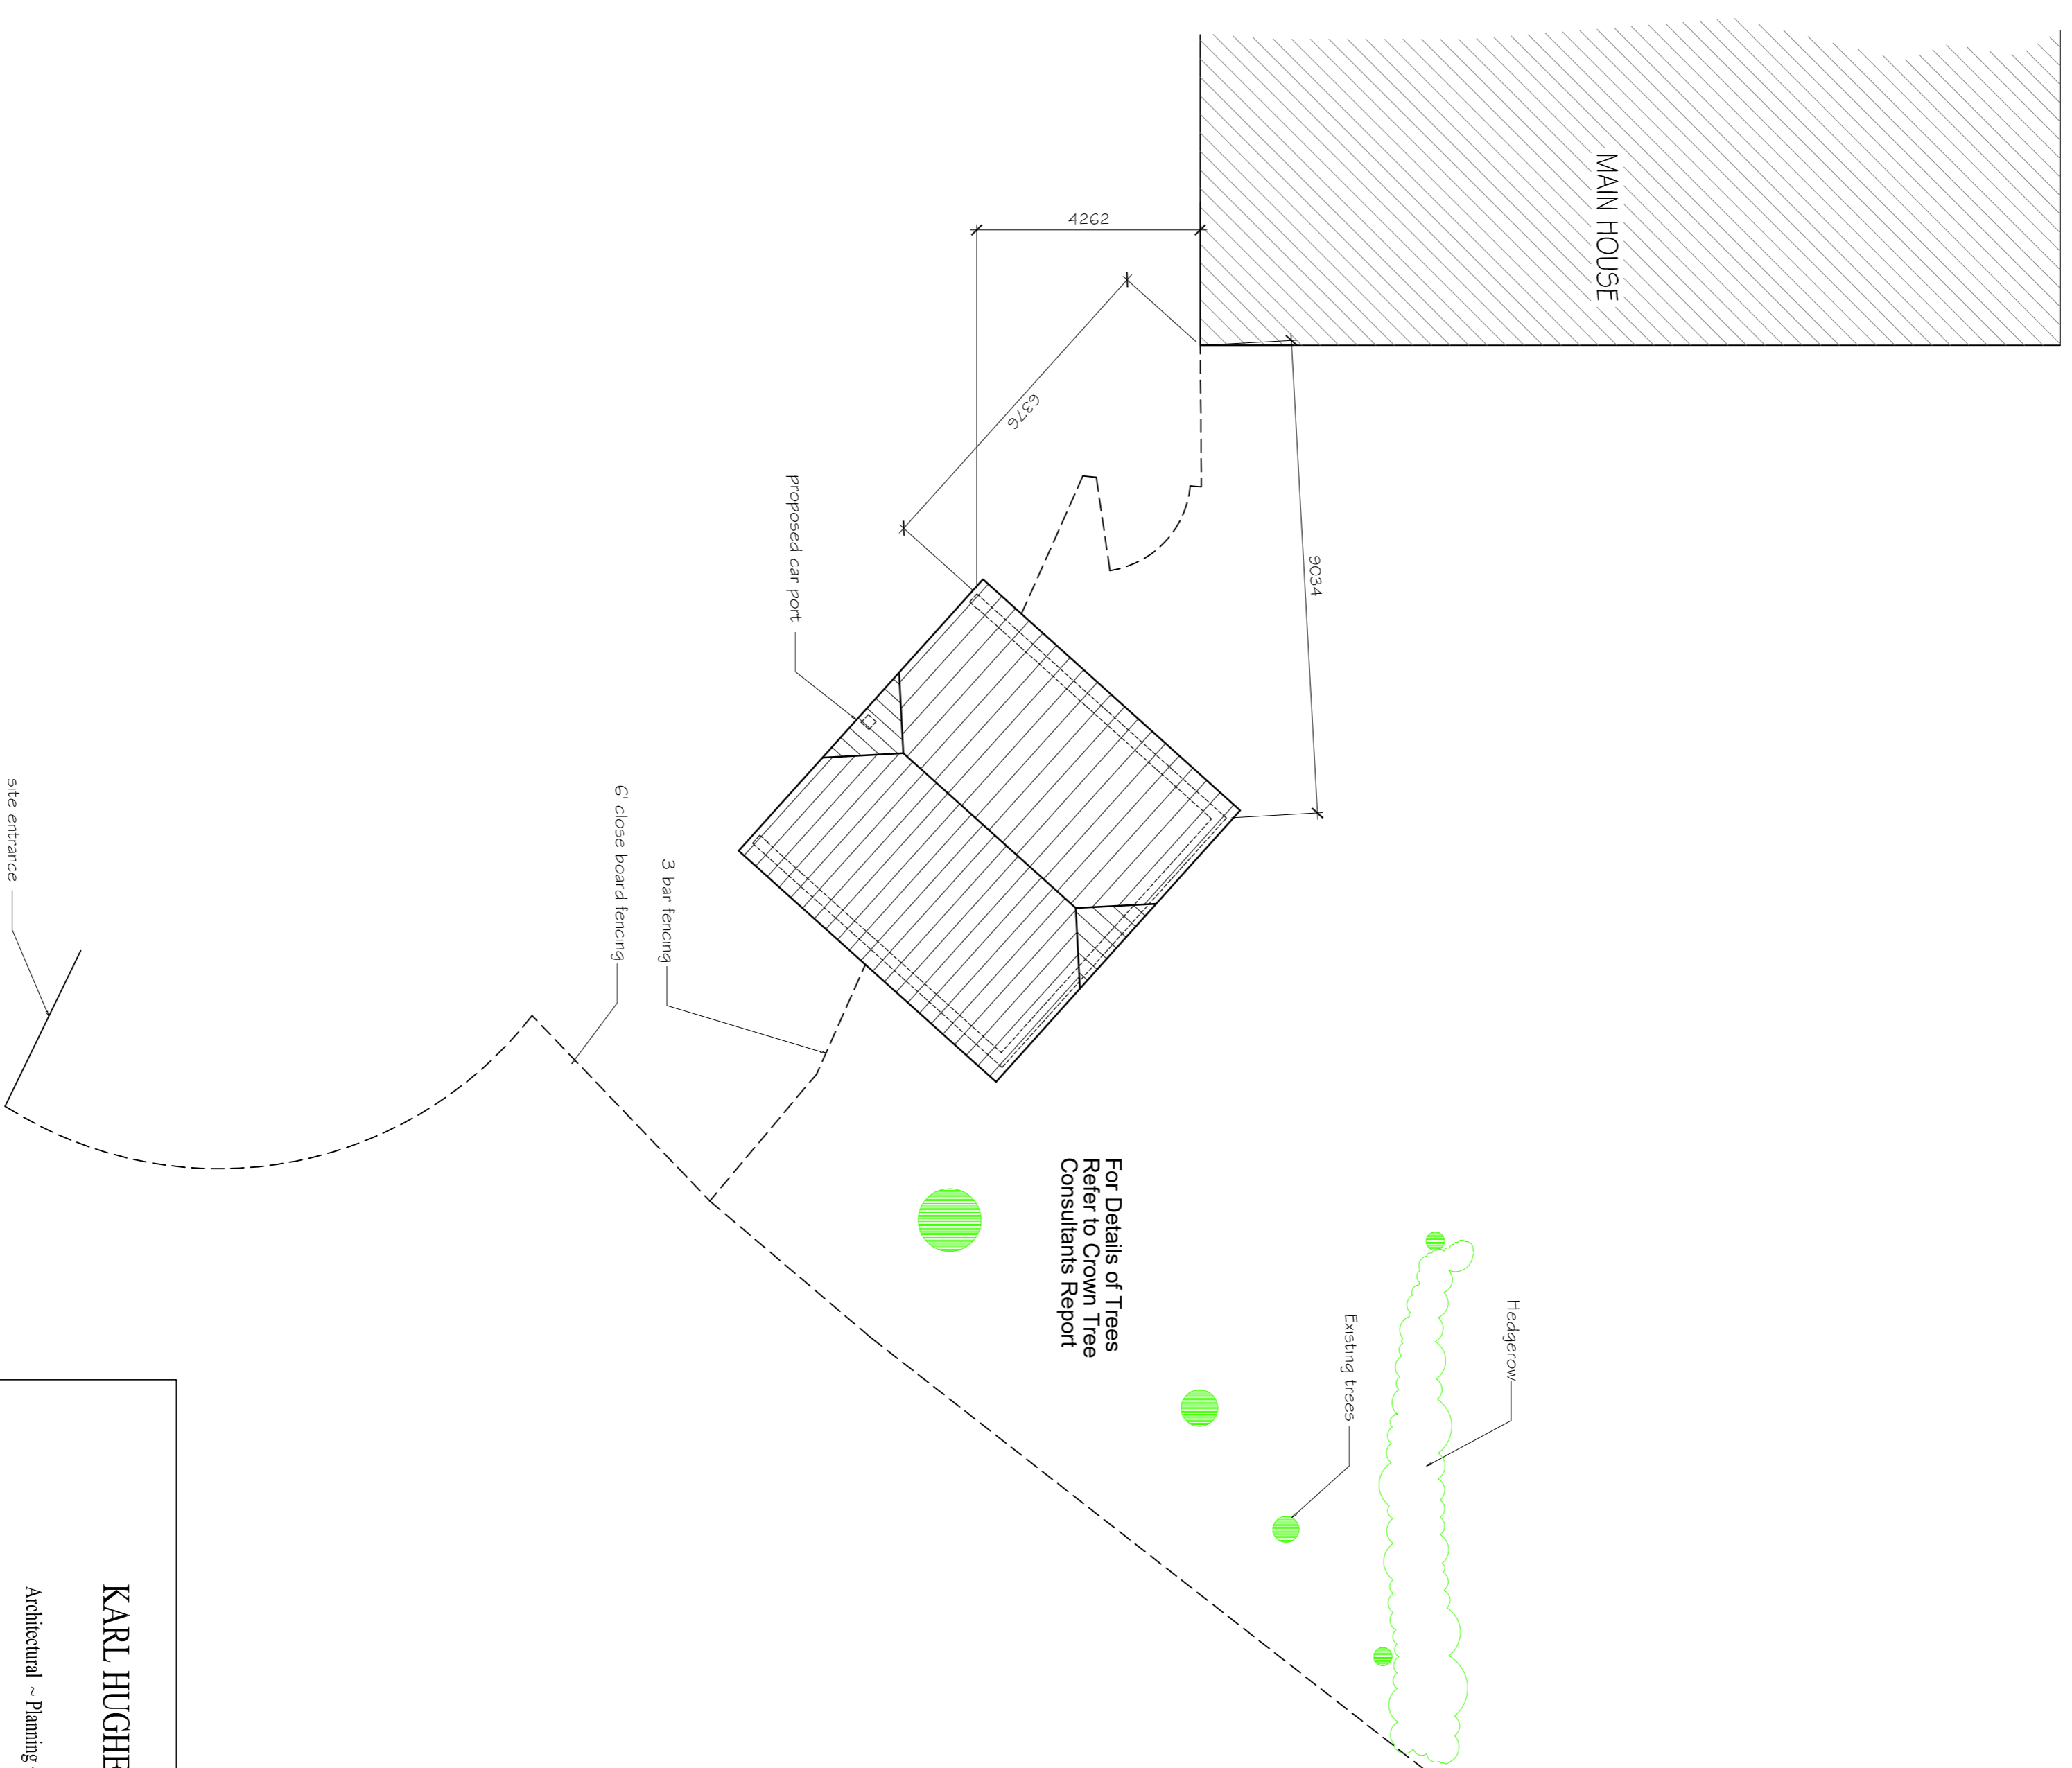 MAIN HOUSE
4262
6376
9034
proposed car port
6' close board fencing
3 bar fencing
site entrance
For Details of Trees
Refer to Crown Tree
Consultants Report
Hedgerow
Existing trees
KARL HUGHE
Architectural ~ Planning ~